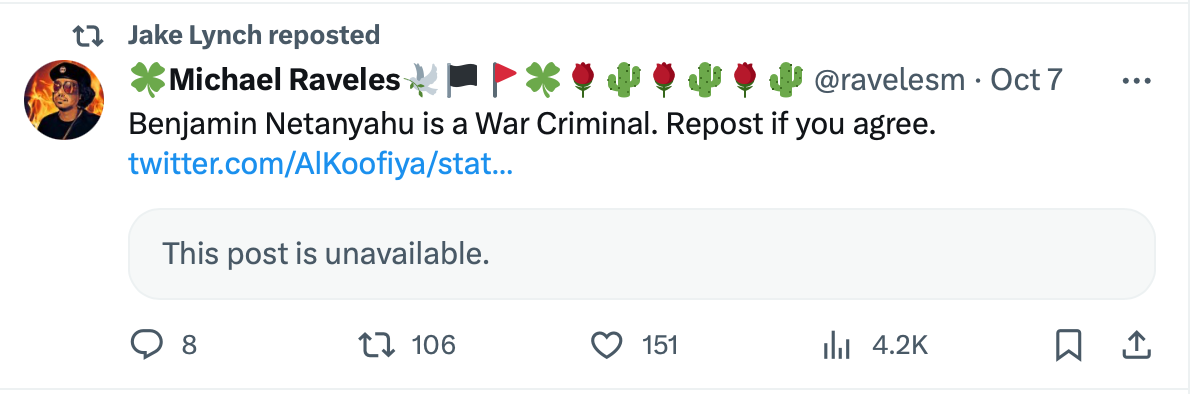 Jake Lynch reposted
🍀Michael Raveles🕊️🏴🚩🍀🌹🌵🌹🌵🌹🌵 @ravelesm · Oct 7 ...
Benjamin Netanyahu is a War Criminal. Repost if you agree.
twitter.com/AlKoofiya/stat...
This post is unavailable.
8 106 151 4.2K